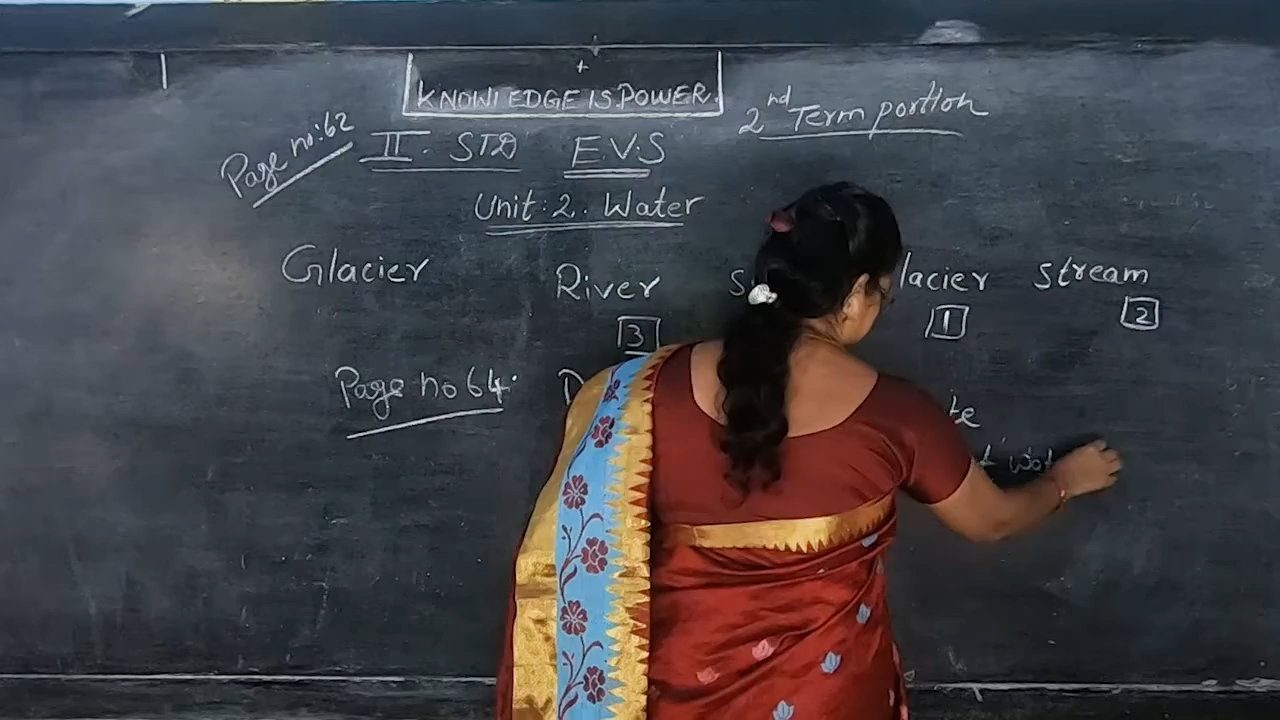 KNOWLEDGE IS POWER.
2nd Term portion
Page no:62
II. STD E.V.S
Unit:2. Water
Glacier River lacier stream
3 1 2
Page no 64.